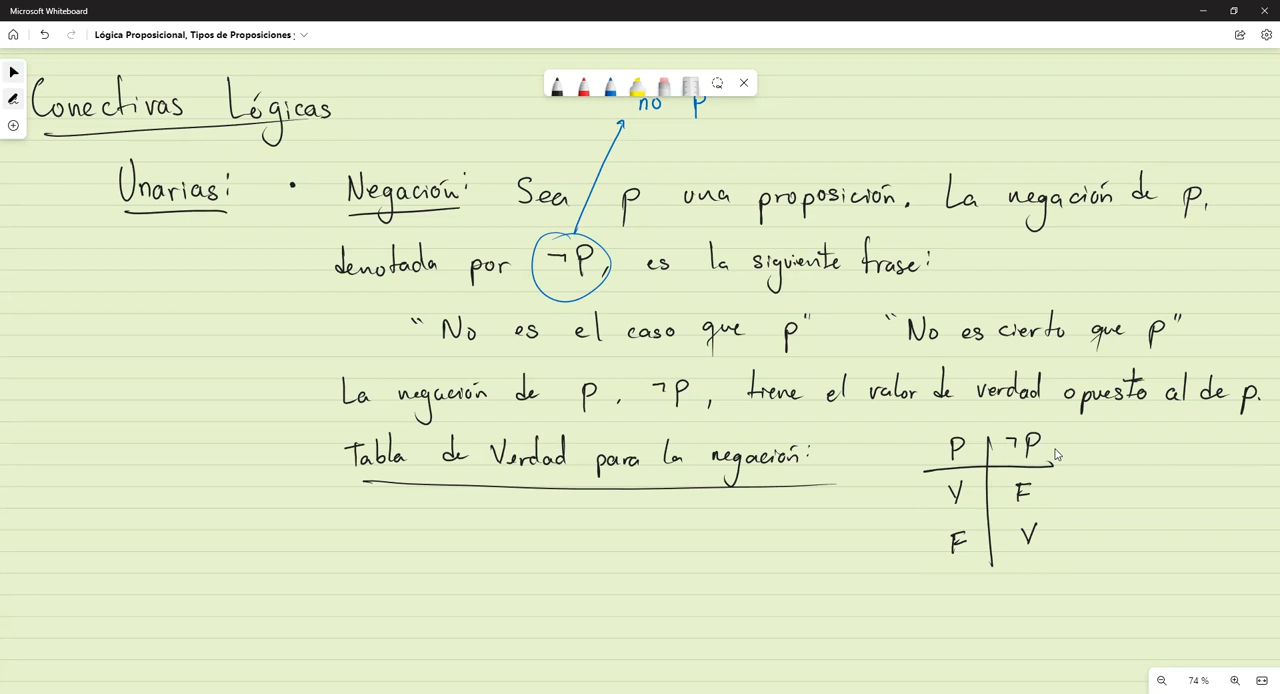 Microsoft Whiteboard
Lógica Proposicional, Tipos de Proposiciones
Conectivas Lógicas
no p
Unarias: • Negación: Sea p una proposición. La negación de p,
denotada por ¬P, es la siguiente frase:
"No es el caso que p" "No es cierto que p"
La negación de p, ¬P, tiene el valor de verdad opuesto al de p.
Tabla de Verdad para la negación:
P ¬P
V F
F V
74 %